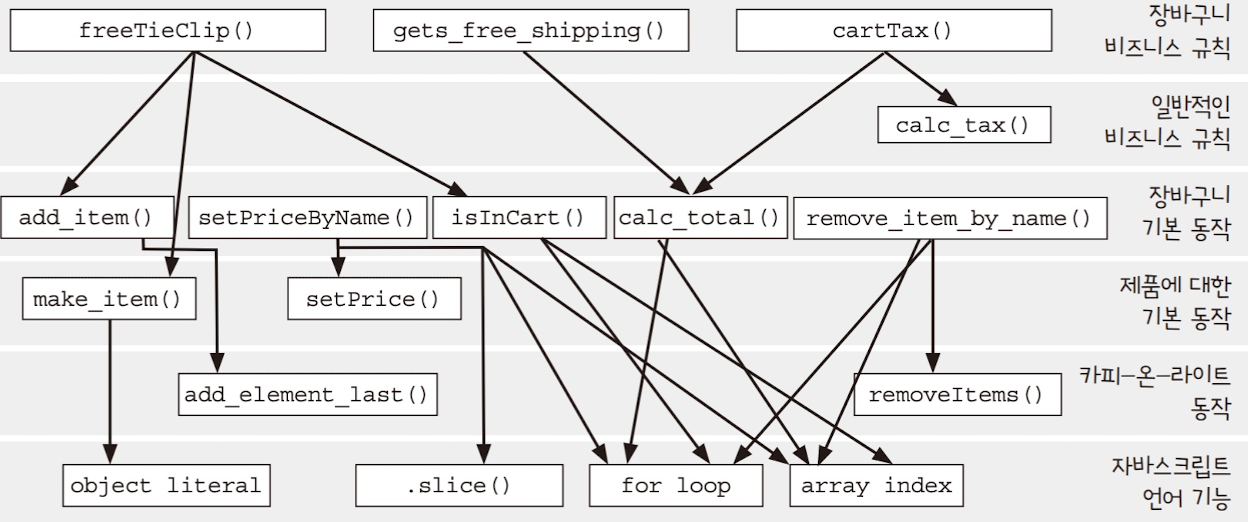 freeTieClip()
gets_free_shipping()
cartTax()
장바구니
비즈니스 규칙
calc_tax()
일반적인
비즈니스 규칙
add_item()
setPriceByName()
isInCart()
calc_total()
remove_item_by_name()
장바구니
기본 동작
make_item()
setPrice()
제품에 대한
기본 동작
add_element_last()
removeItems()
카피-온-라이트
동작
object literal
.slice()
for loop
array index
자바스크립트
언어 기능